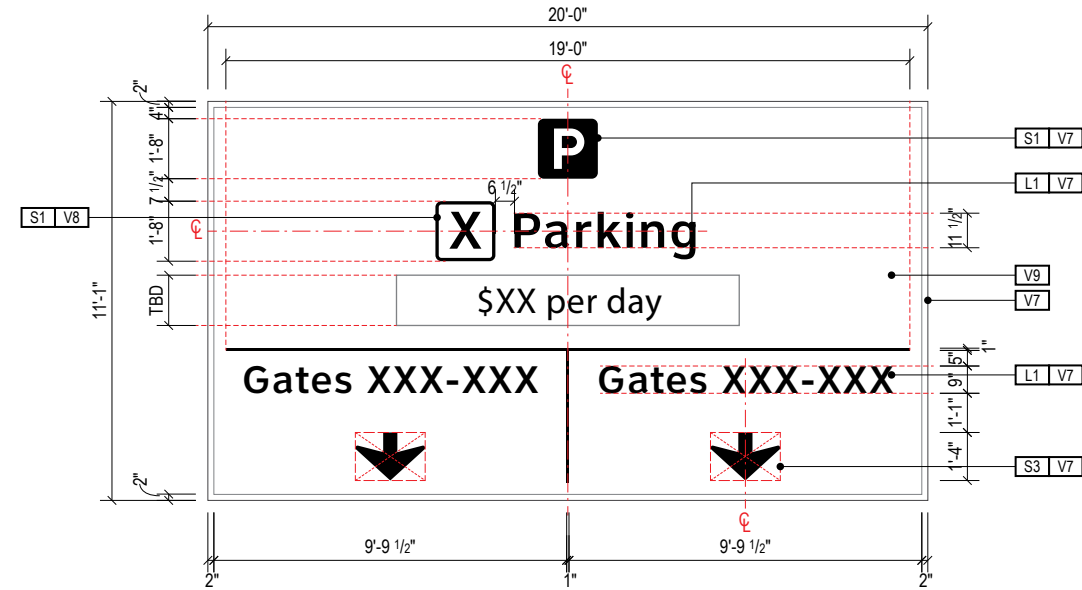 20'-0"
19'-0"
℄
2"
4"
1'-8"
P
S1 V7
7 1/2"
6 1/2"
L1 V7
S1 V8
℄
1'-8"
X Parking
11 1/2"
11'-1"
TBD
$XX per day
V9
V7
1"
5"
Gates XXX-XXX
Gates XXX-XXX
9"
L1 V7
1'-1"
1'-4"
S3 V7
2"
℄
9'-9 1/2"
9'-9 1/2"
2"
1"
2"